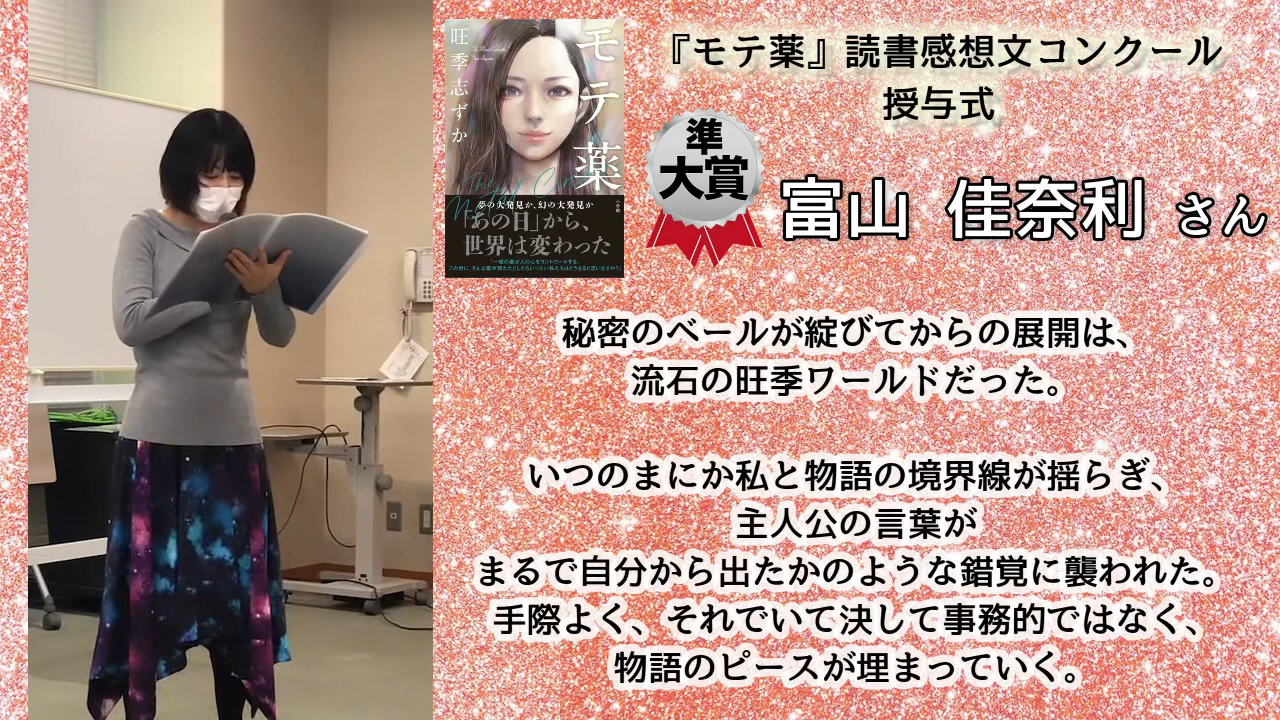 『モテ薬』読書感想文コンクール
授与式
準
大賞
富山 佳奈利 さん
旺季志ずか
モテ薬
夢の大発見か、幻の大発見か
「あの日」から、
世界は変わった
小学館
秘密のベールが綻びてからの展開は、
流石の旺季ワールドだった。
いつのまにか私と物語の境界線が揺らぎ、
主人公の言葉が
まるで自分から出たかのような錯覚に襲われた。
手際よく、それでいて決して事務的ではなく、
物語のピースが埋まっていく。